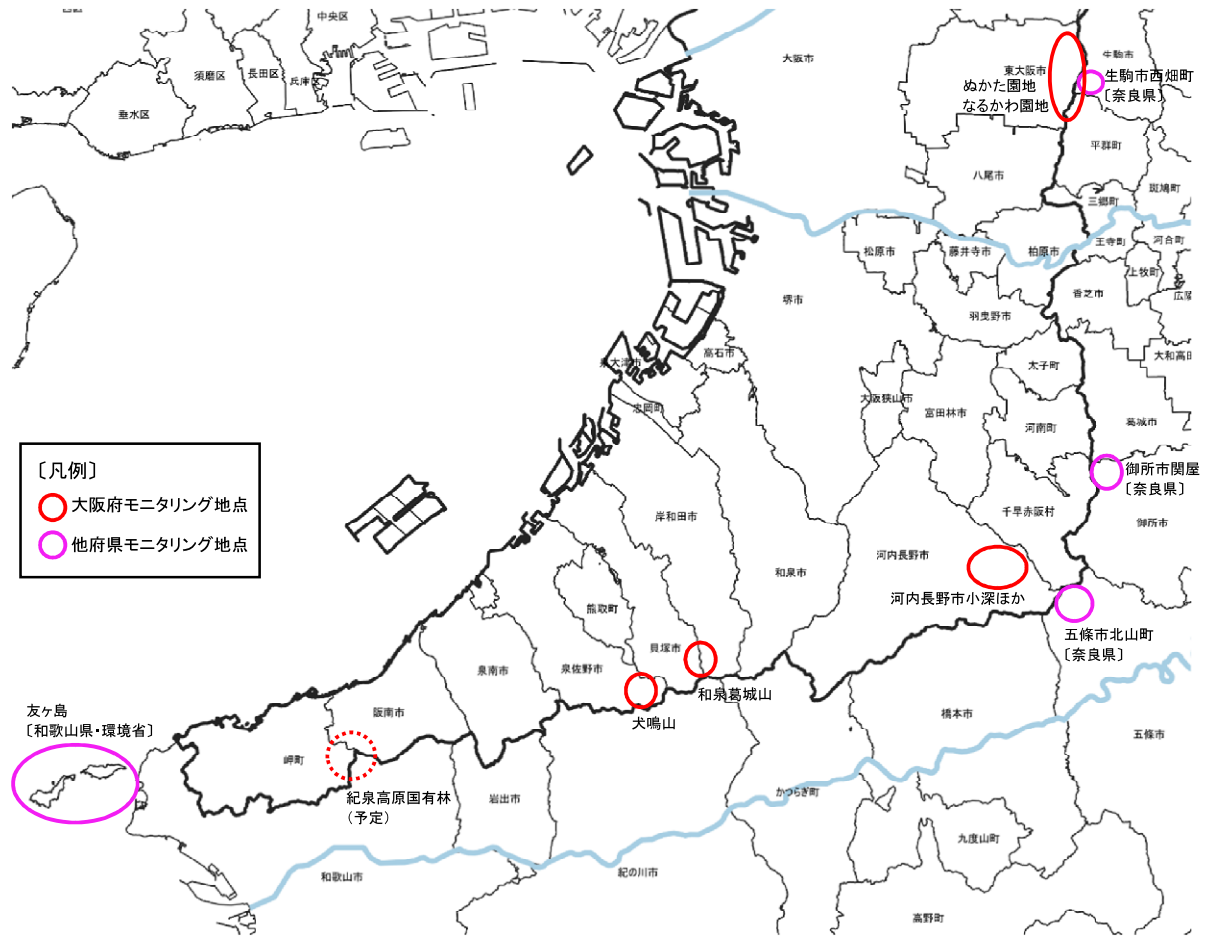 中央区
須磨区
長田区
兵庫区
垂水区
大阪市
東大阪市
ぬかた園地
なるかわ園地
生駒市
生駒市西畑町
〔奈良県〕
平群町
八尾市
斑鳩町
三郷町
松原市
藤井寺市
柏原市
王寺町
河合町
上牧町
香芝市
堺市
羽曳野市
高石市
泉大津市
太子町
大和高田
忠岡町
大阪狭山市
富田林市
河南町
葛城市
〔凡例〕
大阪府モニタリング地点
他府県モニタリング地点
御所市関屋
〔奈良県〕
岸和田市
千早赤阪村
御所市
河内長野市
和泉市
河内長野市小深ほか
熊取町
貝塚市
五條市北山町
〔奈良県〕
泉南市
泉佐野市
和泉葛城山
犬鳴山
友ヶ島
〔和歌山県・環境省〕
阪南市
橋本市
五條市
岬町
紀泉高原国有林
（予定）
岩出市
かつらぎ町
九度山町
和歌山市
紀の川市
高野町